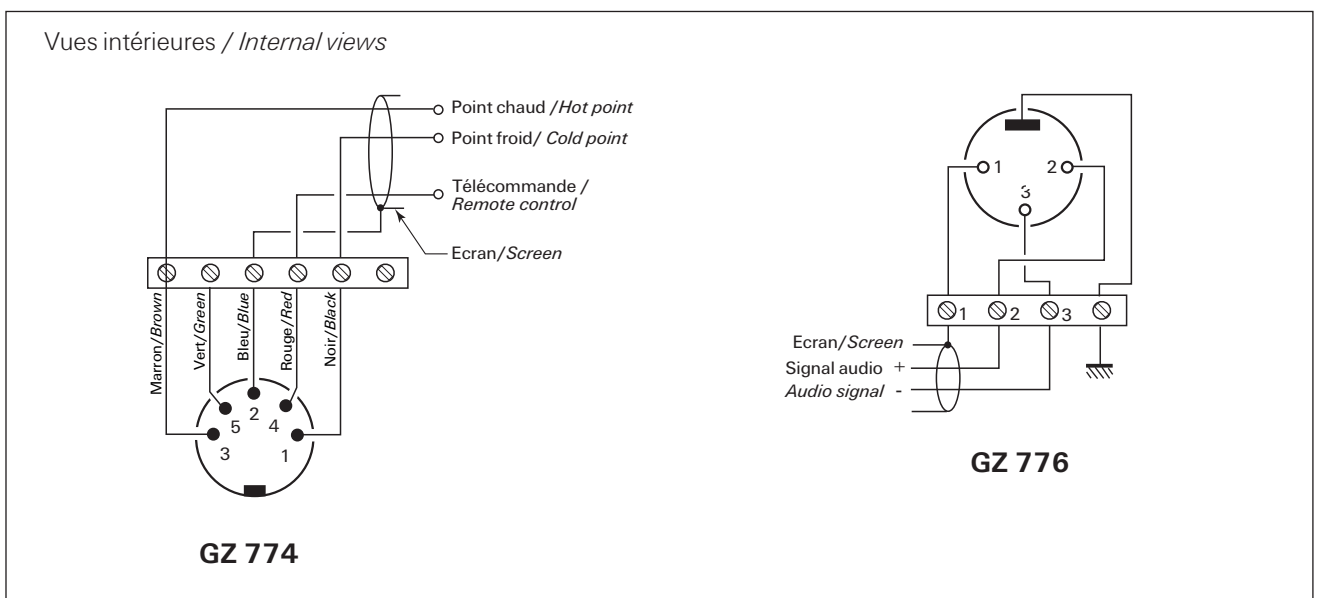 Vues intérieures / Internal views
Point chaud /Hot point
Point froid/ Cold point
Télécommande /
Remote control
Ecran/Screen
Marron/Brown
Vert/Green
Bleu/Blue
Rouge/Red
Noir/Black
5
2
4
3
1
GZ 774
1
2
3
1
2
3
Ecran/Screen
Signal audio +
Audio signal -
GZ 776